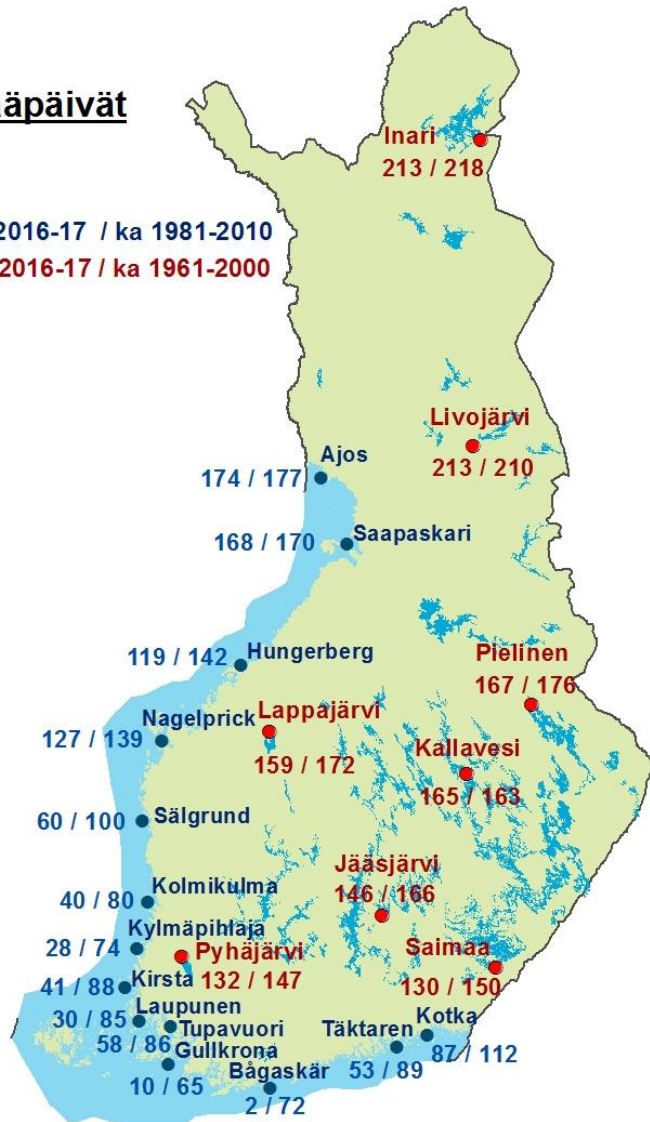 ääpäivät
Inari
213 / 218
2016-17 / ka 1981-2010
2016-17 / ka 1961-2000
Livojärvi
213 / 210
Ajos
174 / 177
Saapaskari
168 / 170
Hungerberg
119 / 142
Pielinen
167 / 176
Lappajärvi
159 / 172
Nagelprick
127 / 139
Kallavesi
165 / 163
Sälgrund
60 / 100
Jääsjärvi
146 / 166
Kolmikulma
40 / 80
Kylmäpihlaja
28 / 74
Pyhäjärvi
132 / 147
Saimaa
130 / 150
Kirsta
41 / 88
Laupunen
30 / 85
Tupavuori
58 / 86
Kotka
87 / 112
Täktaren
53 / 89
Gullkrona
10 / 65
Bågaskär
2 / 72